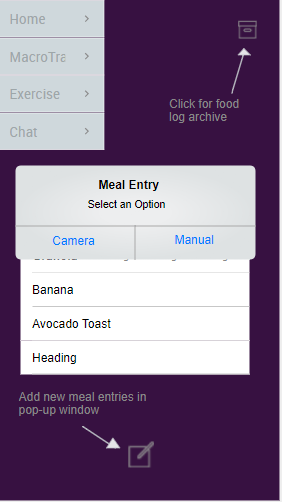 Home
MacroTra
Exercise
Chat
Click for food
log archive
Meal Entry
Select an Option
Camera
Manual
Banana
Avocado Toast
Heading
Add new meal entries in
pop-up window